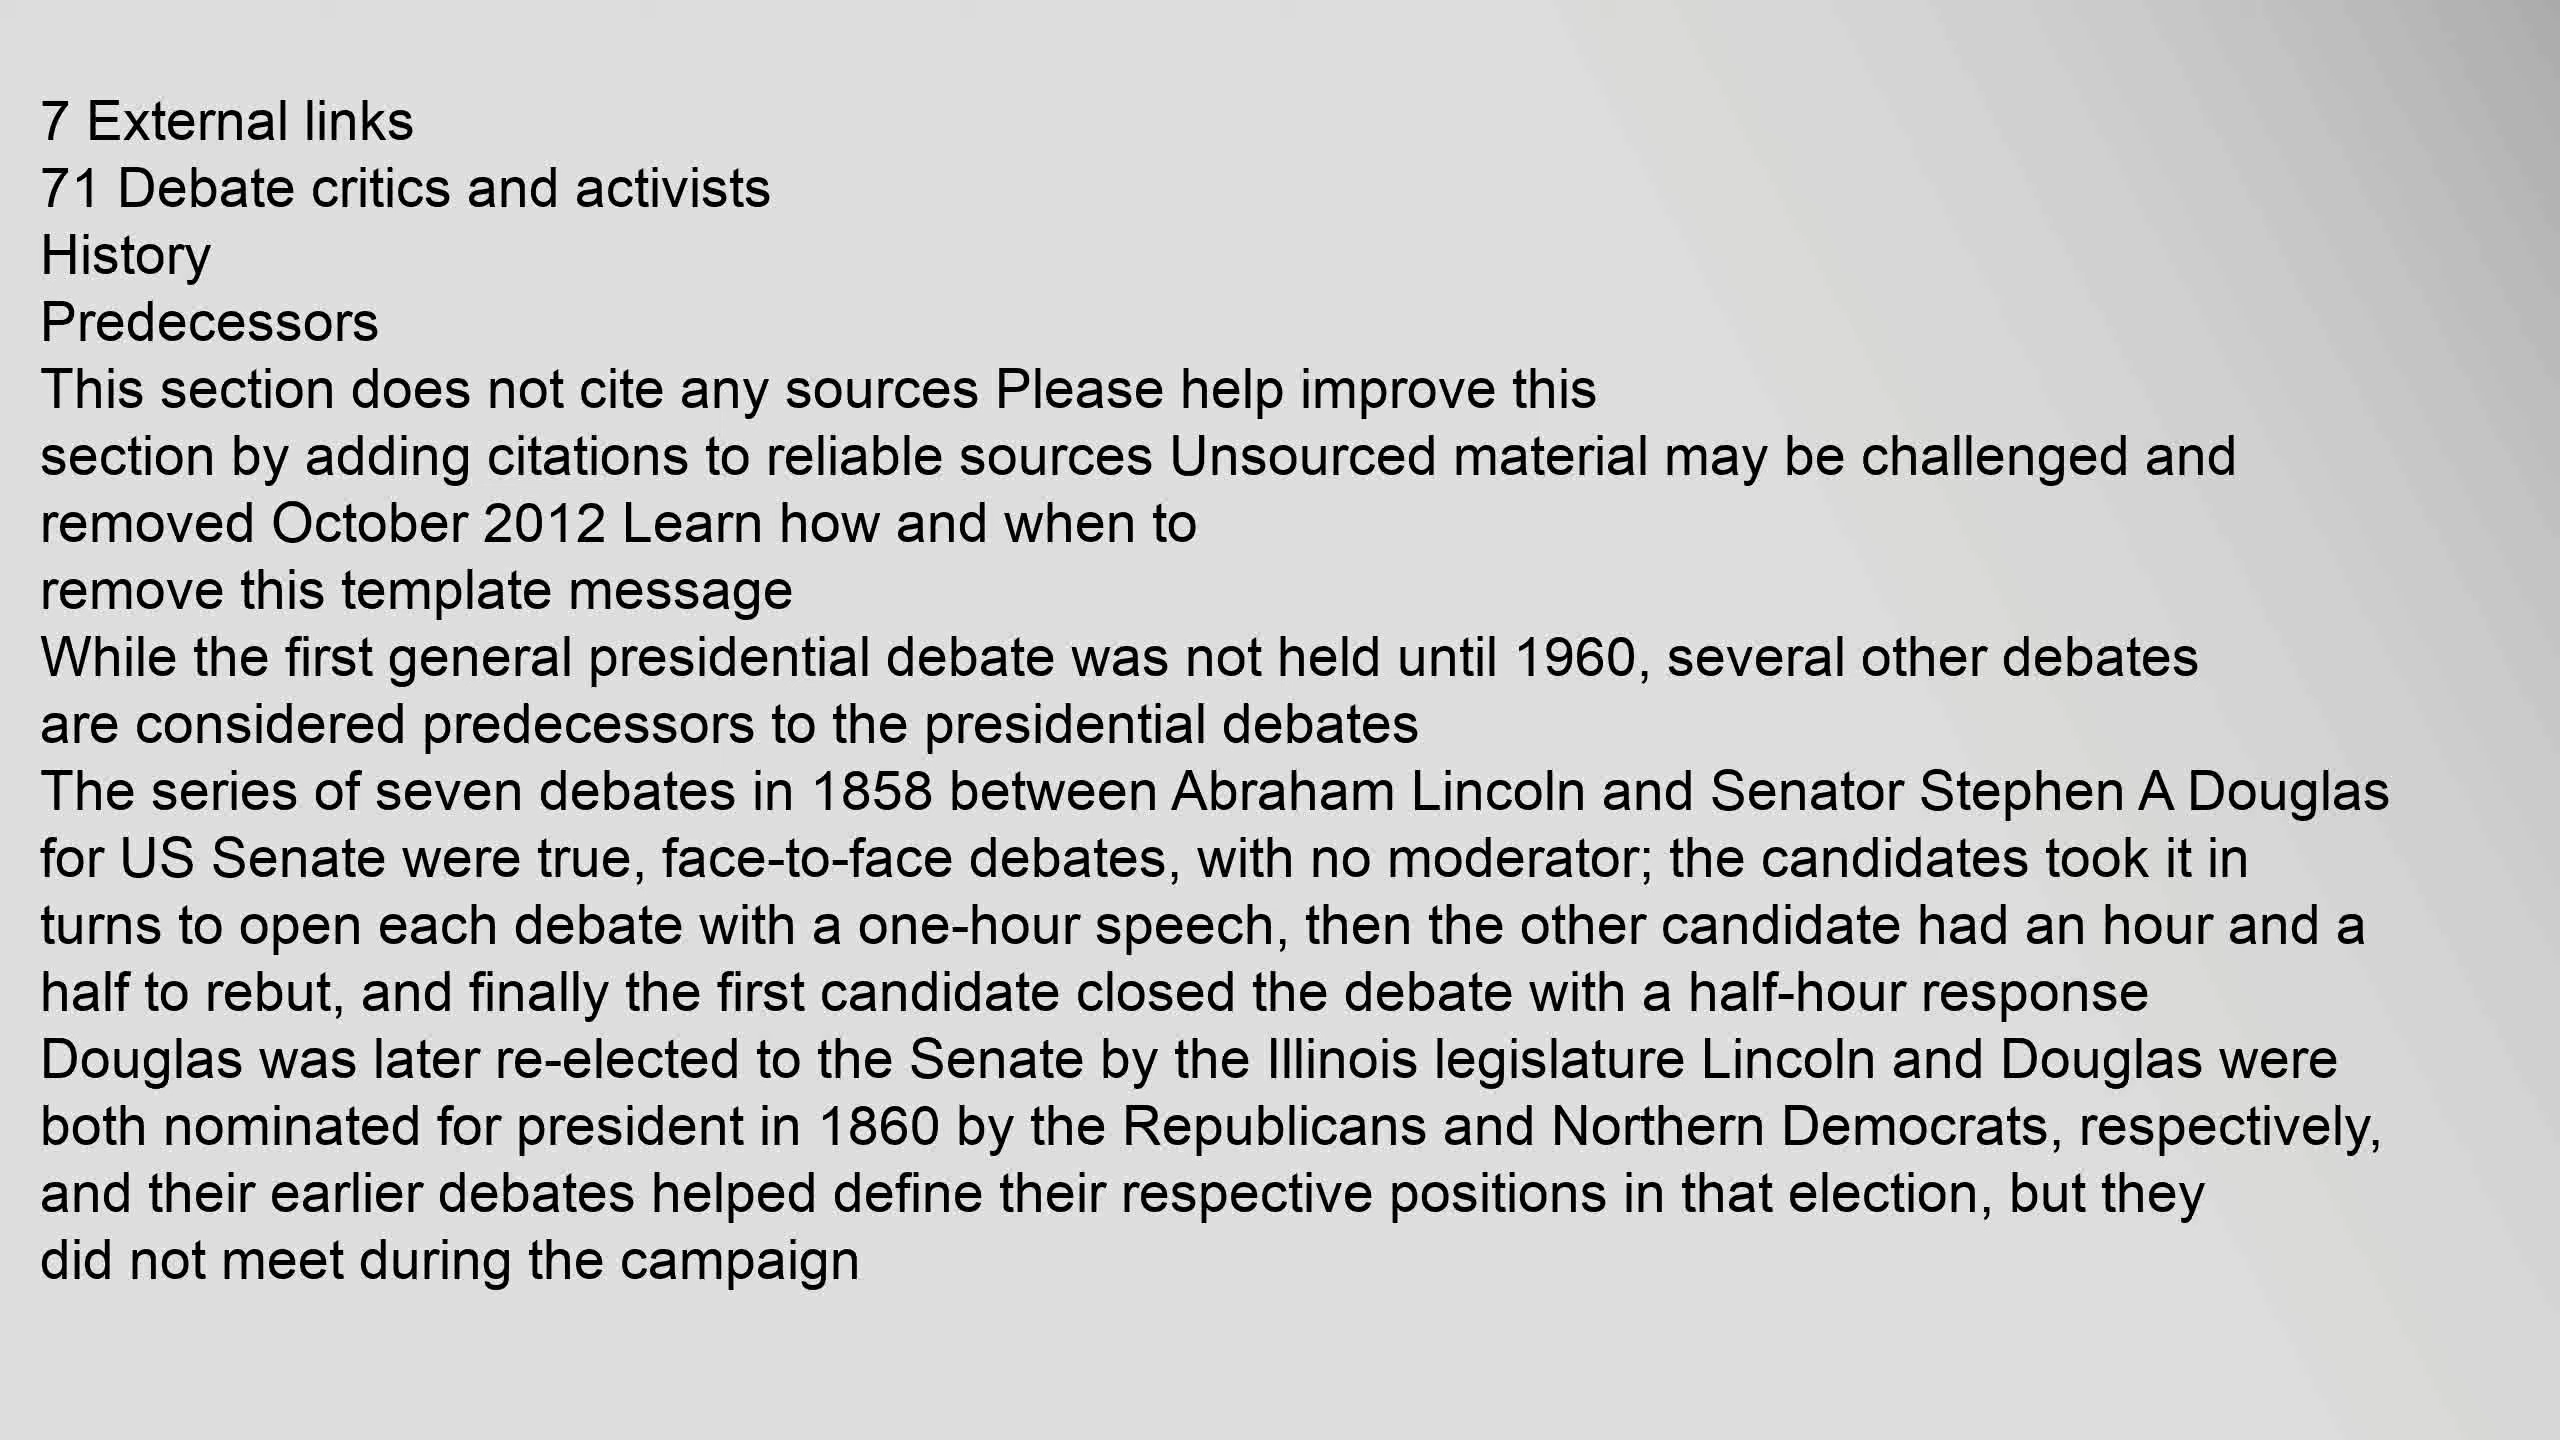 7 External links
71 Debate critics and activists
History
Predecessors
This section does not cite any sources Please help improve this
section by adding citations to reliable sources Unsourced material may be challenged and
removed October 2012 Learn how and when to
remove this template message
While the first general presidential debate was not held until 1960, several other debates
are considered predecessors to the presidential debates
The series of seven debates in 1858 between Abraham Lincoln and Senator Stephen A Douglas
for US Senate were true, face-to-face debates, with no moderator; the candidates took it in
turns to open each debate with a one-hour speech, then the other candidate had an hour and a
half to rebut, and finally the first candidate closed the debate with a half-hour response
Douglas was later re-elected to the Senate by the Illinois legislature Lincoln and Douglas were
both nominated for president in 1860 by the Republicans and Northern Democrats, respectively,
and their earlier debates helped define their respective positions in that election, but they
did not meet during the campaign